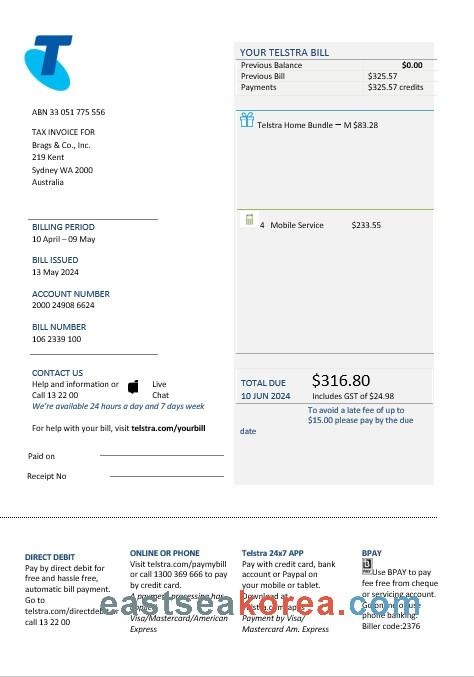 YOUR TELSTRA BILL
Previous Balance $0.00
Previous Bill $325.57
Payments $325.57 credits
Telstra Home Bundle – M $83.28
4 Mobile Service $233.55
TOTAL DUE $316.80
10 JUN 2024 Includes GST of $24.98
To avoid a late fee of up to
$15.00 please pay by the due
date
T
ABN 33 051 775 556
TAX INVOICE FOR
Brags & Co., Inc.
219 Kent
Sydney WA 2000
Australia
BILLING PERIOD
10 April – 09 May
BILL ISSUED
13 May 2024
ACCOUNT NUMBER
2000 24908 6624
BILL NUMBER
106 2339 100
CONTACT US
Help and information or Live
Call 13 22 00 Chat
We're available 24 hours a day and 7 days week
For help with your bill, visit telstra.com/yourbill
Paid on
Receipt No
DIRECT DEBIT
Pay by direct debit for
free and hassle free,
automatic bill payment.
Go to
telstra.com/directdebit or
call 13 22 00
ONLINE OR PHONE
Visit telstra.com/paymybill
or call 1300 369 666 to pay
by credit card.
A payment processing
Visa/Mastercard/American
Express
Telstra 24x7 APP
Pay with credit card, bank
account or Paypal on
your mobile or tablet.
Download at
telstra.com/apps
Payment by Visa/
Mastercard Am. Express
BPAY
Use BPAY to pay
fee free from cheque
or servicing account.
Go online or use
phone banking.
Biller code:2376
eastseakorea.com